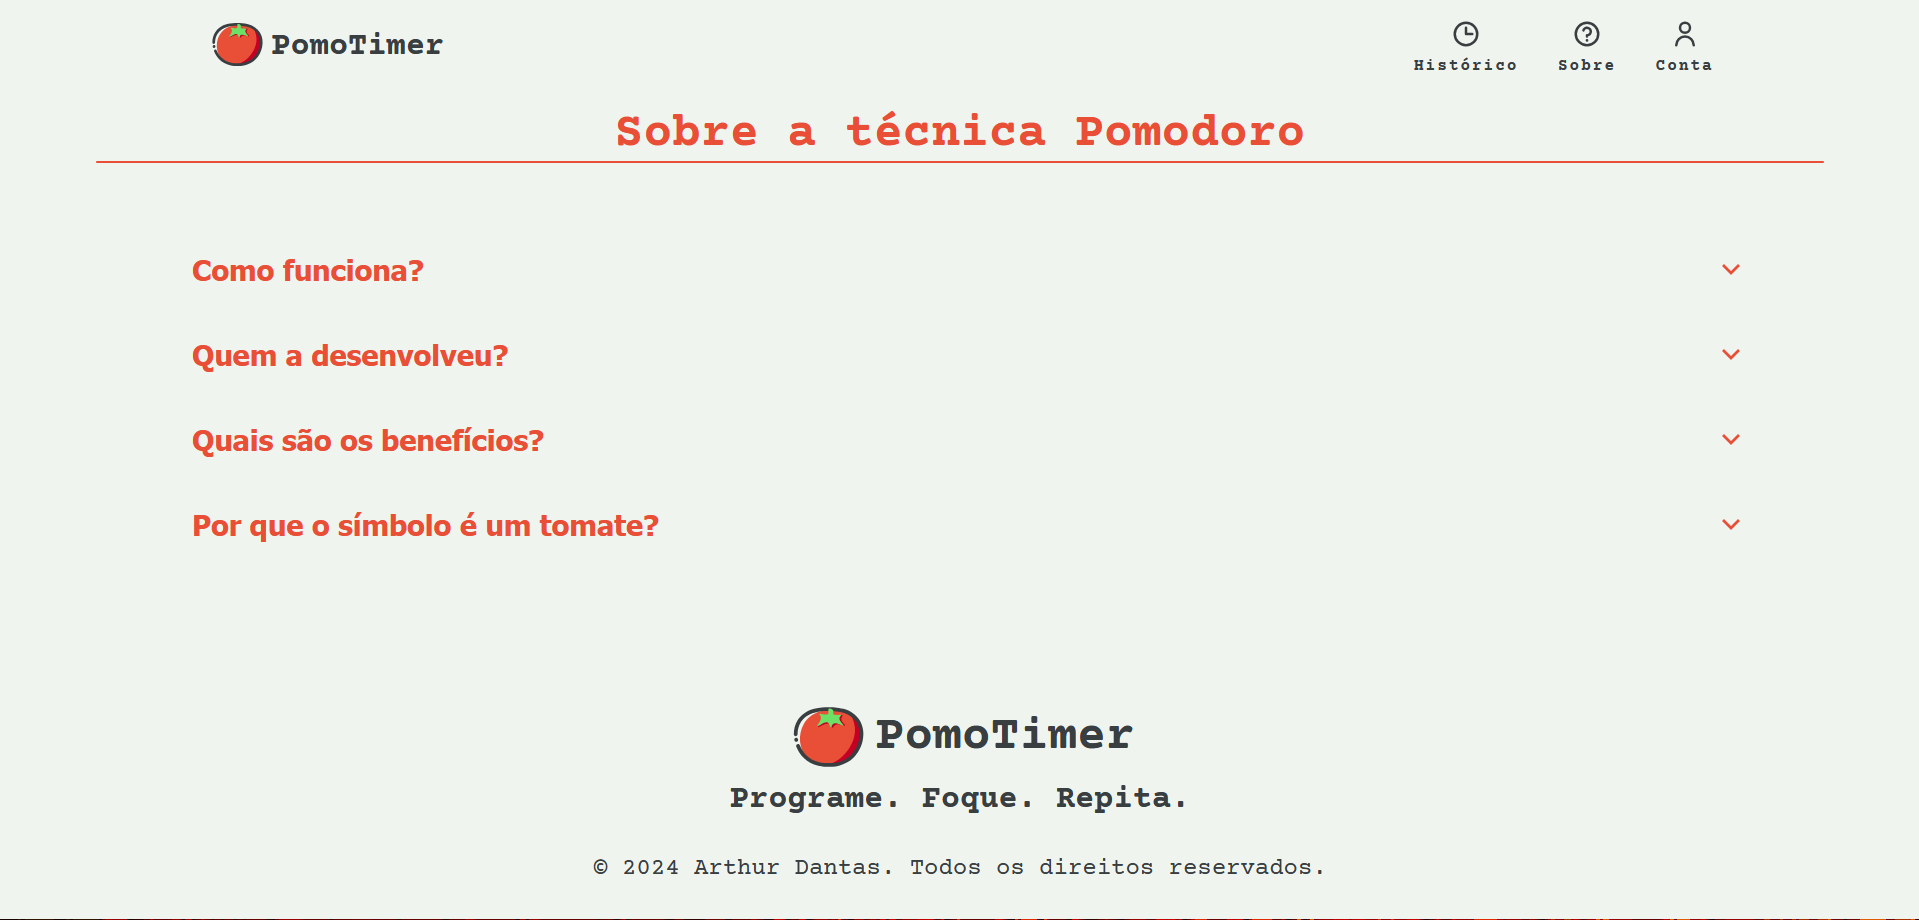 PomoTimer
Histórico
Sobre
Conta
Sobre a técnica Pomodoro
Como funciona?
Quem a desenvolveu?
Quais são os benefícios?
Por que o símbolo é um tomate?
PomoTimer
Programe. Foque. Repita.
© 2024 Arthur Dantas. Todos os direitos reservados.